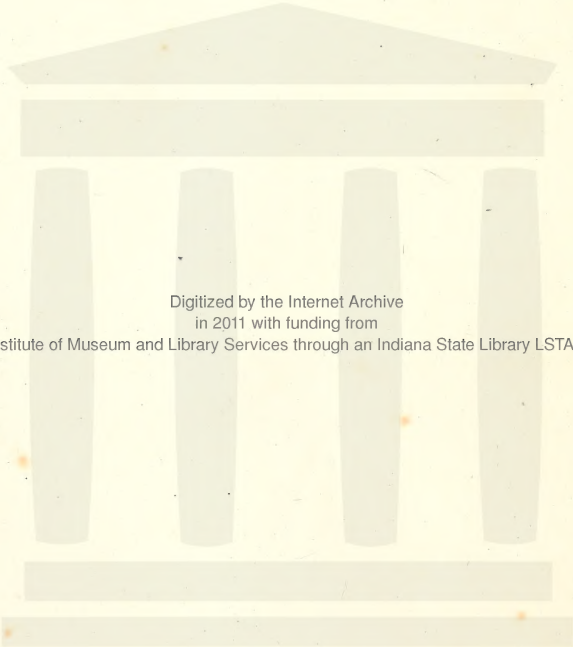 Digitized by the Internet Archive
in 2011 with funding from
stitute of Museum and Library Services through an Indiana State Library LSTA